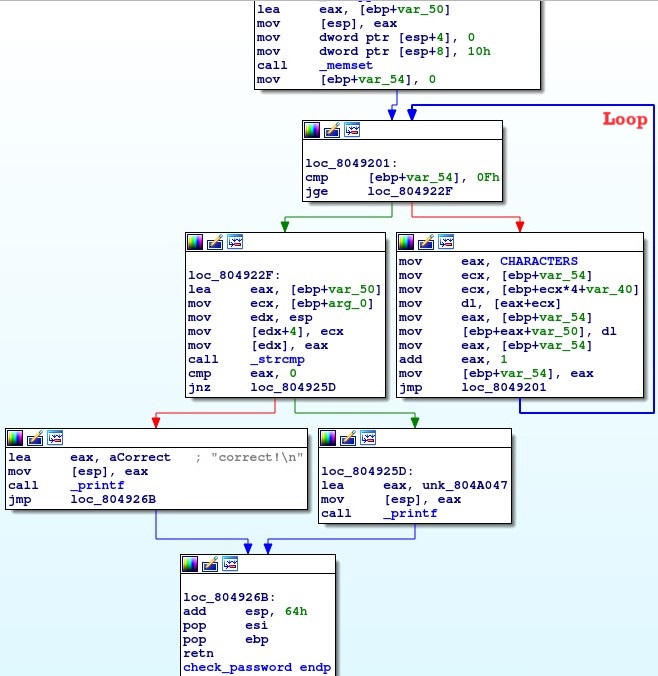 lea     eax, [ebp+var_50]
mov     [esp], eax
mov     dword ptr [esp+4], 0
mov     dword ptr [esp+8], 10h
call    _memset
mov     [ebp+var_54], 0
Loop
loc_8049201:
cmp     [ebp+var_54], 0Fh
jge     loc_804922F
loc_804922F:
lea     eax, [ebp+var_50]
mov     ecx, [ebp+arg_0]
mov     edx, esp
mov     [edx+4], ecx
mov     [edx], eax
call    _strcmp
cmp     eax, 0
jnz     loc_804925D
mov     eax, CHARACTERS
mov     ecx, [ebp+var_54]
mov     ecx, [ebp+ecx*4+var_40]
mov     dl, [eax+ecx]
mov     eax, [ebp+var_54]
mov     [ebp+eax+var_50], dl
mov     eax, [ebp+var_54]
add     eax, 1
mov     [ebp+var_54], eax
jmp     loc_8049201
lea     eax, aCorrect   ; "correct!\n"
mov     [esp], eax
call    _printf
jmp     loc_804926B
loc_804925D:
lea     eax, unk_804A047
mov     [esp], eax
call    _printf
loc_804926B:
add     esp, 64h
pop     esi
pop     ebp
retn
check_password endp